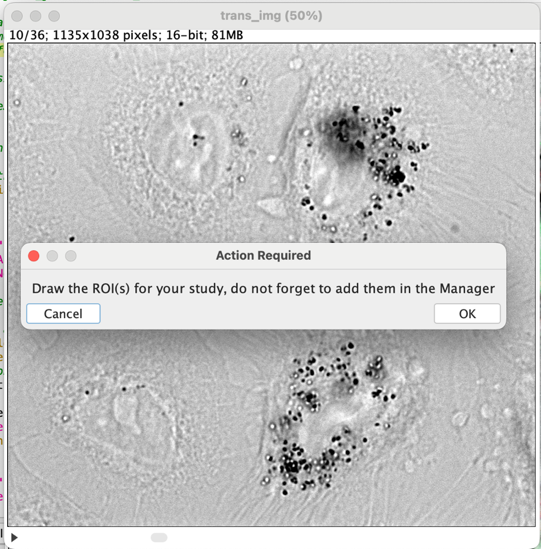 trans_img (50%)
10/36; 1135x1038 pixels; 16-bit; 81MB
Action Required
Draw the ROI(s) for your study, do not forget to add them in the Manager
Cancel
OK